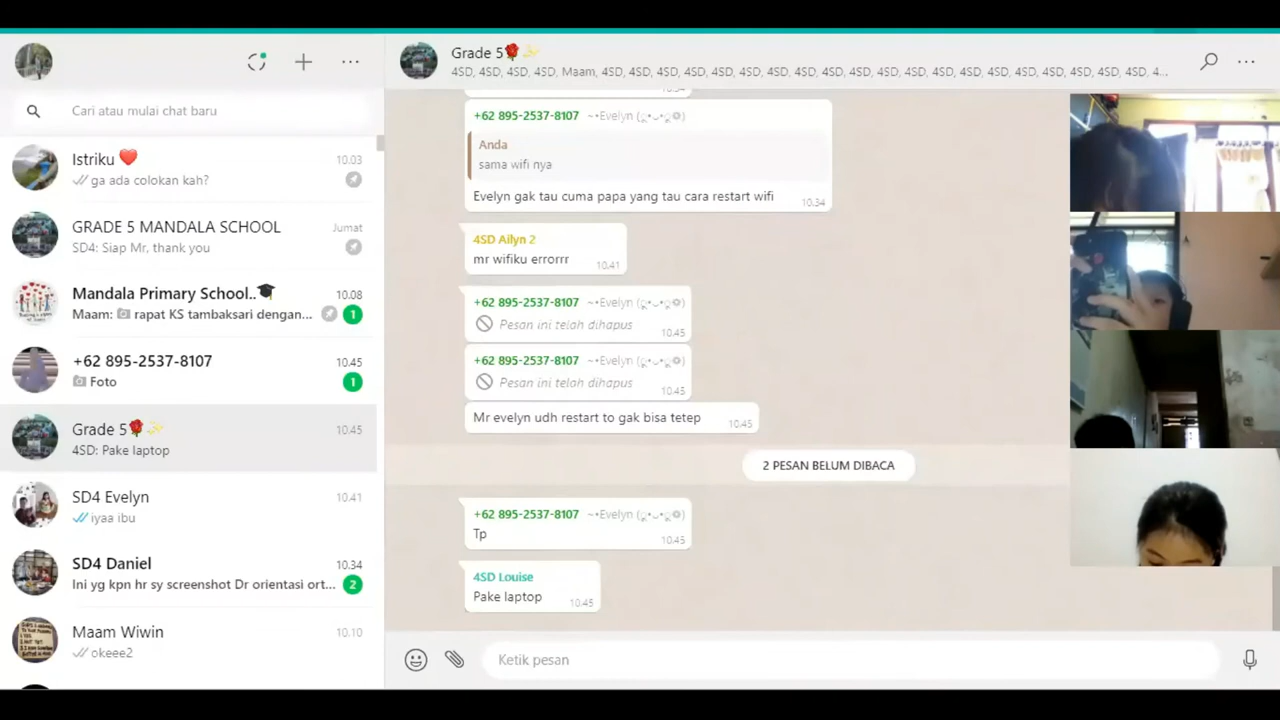 Cari atau mulai chat baru
Istriku ❤️ 10.03
ga ada colokan kah?
GRADE 5 MANDALA SCHOOL Jumat
SD4: Siap Mr, thank you
Mandala Primary School..🎓 10.08
Maam: 📷 rapat KS tambaksari dengan... 1
+62 895-2537-8107 10.45
Foto 1
Grade 5🌹✨ 10.45
4SD: Pake laptop
SD4 Evelyn 10.41
iyaa ibu
SD4 Daniel 10.34
Ini yg kpn hr sy screenshot Dr orientasi ort... 2
Maam Wiwin 10.10
okeee2
Grade 5🌹✨
4SD, 4SD, 4SD, 4SD, Maam, 4SD, 4SD, 4SD, 4SD, 4SD, 4SD, 4SD, 4SD, 4SD, 4SD, 4SD, 4SD, 4SD, 4SD, 4SD, 4SD, 4SD, 4SD, 4SD, 4SD, 4...
+62 895-2537-8107 ~•Evelyn
Anda
sama wifi nya
Evelyn gak tau cuma papa yang tau cara restart wifi 10.34
4SD Ailyn 2
mr wifiku errorrr 10.41
+62 895-2537-8107 ~•Evelyn
Pesan ini telah dihapus 10.45
+62 895-2537-8107 ~•Evelyn
Pesan ini telah dihapus 10.45
Mr evelyn udh restart to gak bisa tetep 10.45
2 PESAN BELUM DIBACA
+62 895-2537-8107 ~•Evelyn
Tp 10.45
4SD Louise
Pake laptop 10.45
Ketik pesan